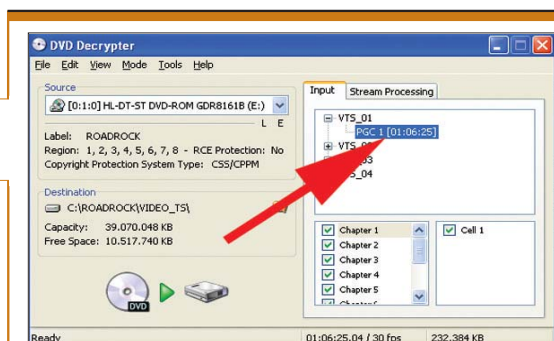 DVD Decrypter
File Edit View Mode Tools Help
Source
[0:1:0] HL-DT-ST DVD-ROM GDR8161B (E:)
L E
Label: ROADROCK
Region: 1, 2, 3, 4, 5, 6, 7, 8 - RCE Protection: No
Copyright Protection System Type: CSS/CPPM
Destination
C:\ROADROCK\VIDEO_TS\
Capacity: 39.070.048 KB
Free Space: 10.517.740 KB
DVD
Input Stream Processing
VTS_01
PGC 1 [01:06:25]
VTS_04
Chapter 1
Chapter 2
Chapter 3
Chapter 4
Chapter 5
Cell 1
Ready 01:06:25.04 / 30 fps 232.384 KB